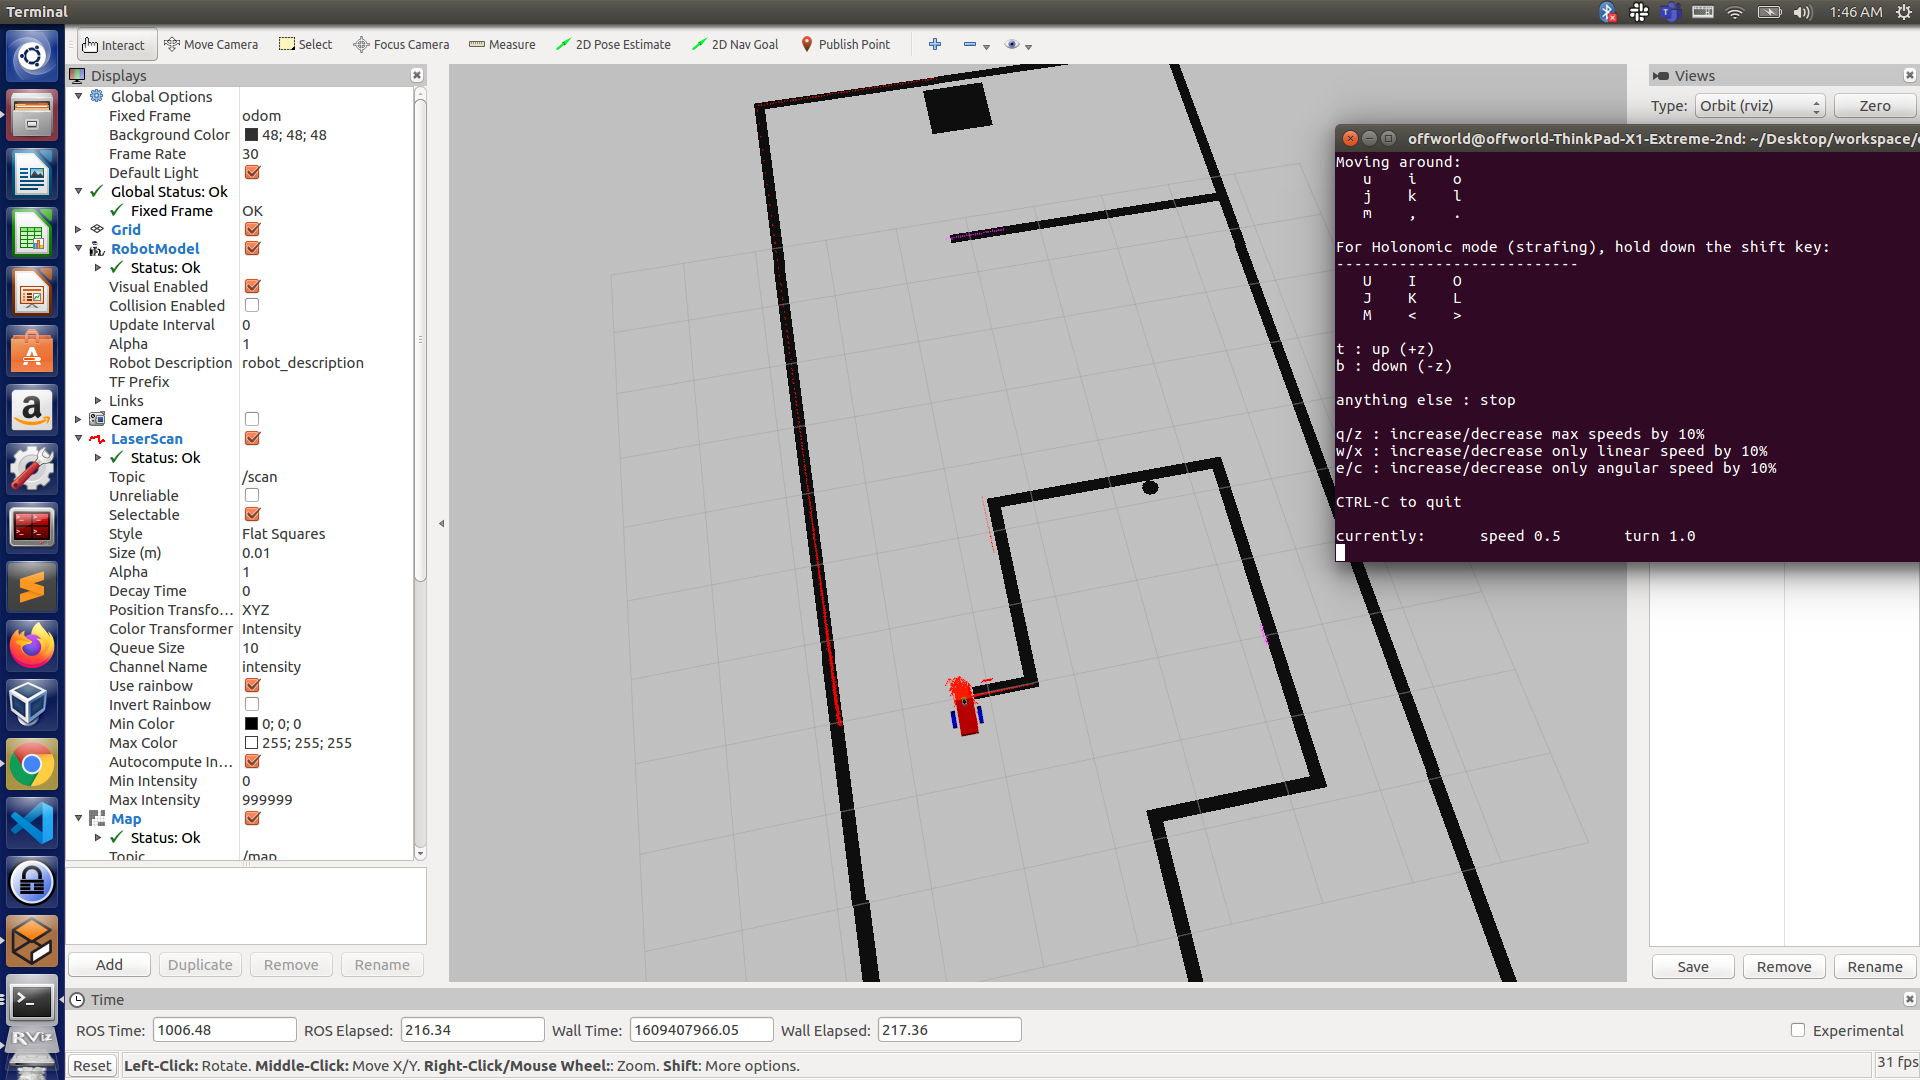 Terminal
1:46 AM
Interact
Move Camera
Select
Focus Camera
Measure
2D Pose Estimate
2D Nav Goal
Publish Point
Displays
Global Options
Fixed Frame odom
Background Color 48; 48; 48
Frame Rate 30
Default Light
Global Status: Ok
Fixed Frame OK
Grid
RobotModel
Status: Ok
Visual Enabled
Collision Enabled
Update Interval 0
Alpha 1
Robot Description robot_description
TF Prefix
Links
Camera
LaserScan
Status: Ok
Topic /scan
Unreliable
Selectable
Style Flat Squares
Size (m) 0.01
Alpha 1
Decay Time 0
Position Transfo... XYZ
Color Transformer Intensity
Queue Size 10
Channel Name intensity
Use rainbow
Invert Rainbow
Min Color 0; 0; 0
Max Color 255; 255; 255
Autocompute In...
Min Intensity 0
Max Intensity 999999
Map
Status: Ok
Topic /map
Add
Duplicate
Remove
Rename
Views
Type: Orbit (rviz) Zero
offworld@offworld-ThinkPad-X1-Extreme-2nd: ~/Desktop/workspace/
Moving around:
u i o
j k l
m , .
For Holonomic mode (strafing), hold down the shift key:
---------------------------
U I O
J K L
M < >
t : up (+z)
b : down (-z)
anything else : stop
q/z : increase/decrease max speeds by 10%
w/x : increase/decrease only linear speed by 10%
e/c : increase/decrease only angular speed by 10%
CTRL-C to quit
currently: speed 0.5 turn 1.0
Save
Remove
Rename
Time
ROS Time: 1006.48 ROS Elapsed: 216.34 Wall Time: 1609407966.05 Wall Elapsed: 217.36 Experimental
Reset Left-Click: Rotate. Middle-Click: Move X/Y. Right-Click/Mouse Wheel:: Zoom. Shift: More options. 31 fps
RViz